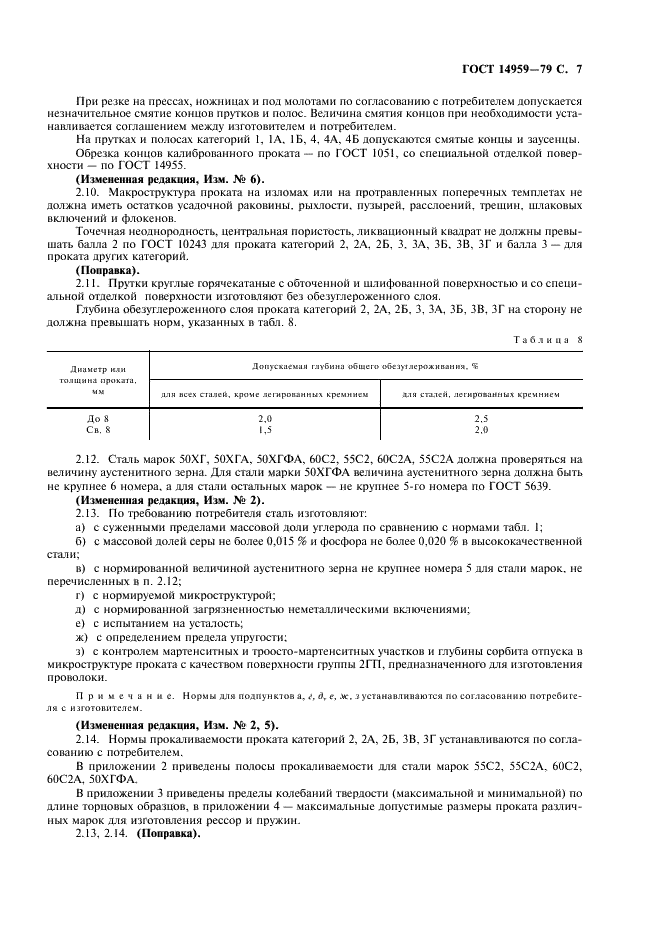 ГОСТ 14959—79 С. 7
При резке на прессах, ножницах и под молотами по согласованию с потребителем допускается
незначительное смятие концов прутков и полос. Величина смятия концов при необходимости уста-
навливается соглашением между изготовителем и потребителем.
На прутках и полосах категорий 1, 1А, 1Б, 4, 4А, 4Б допускаются смятые концы и заусенцы.
Обрезка концов калиброванного проката — по ГОСТ 1051, со специальной отделкой повер-
хности — по ГОСТ 14955.
(Измененная редакция, Изм. № 6).
2.10. Макроструктура проката на изломах или на протравленных поперечных темплетах не
должна иметь остатков усадочной раковины, рыхлости, пузырей, расслоений, трещин, шлаковых
включений и флокенов.
Точечная неоднородность, центральная пористость, ликвационный квадрат не должны превы-
шать балла 2 по ГОСТ 10243 для проката категорий 2, 2А, 2Б, 3, 3А, 3Б, 3В, 3Г и балла 3 — для
проката других категорий.
(Поправка).
2.11. Прутки круглые горячекатаные с обточенной и шлифованной поверхностью и со специ-
альной отделкой поверхности изготовляют без обезуглероженного слоя.
Глубина обезуглероженного слоя проката категорий 2, 2А, 2Б, 3, 3А, 3Б, 3В, 3Г на сторону не
должна превышать норм, указанных в табл. 8.
Таблица 8
Диаметр или
толщина проката,
мм
Допускаемая глубина общего обезуглероживания, %
для всех сталей, кроме легированных кремнием
для сталей, легированных кремнием
До 8 2,0 2,5
Св. 8 1,5 2,0
2.12. Сталь марок 50ХГ, 50ХГА, 50ХГФА, 60С2, 55С2, 60С2А, 55С2А должна проверяться на
величину аустенитного зерна. Для стали марки 50ХГФА величина аустенитного зерна должна быть
не крупнее 6 номера, а для стали остальных марок — не крупнее 5-го номера по ГОСТ 5639.
(Измененная редакция, Изм. № 2).
2.13. По требованию потребителя сталь изготовляют:
а) с суженными пределами массовой доли углерода по сравнению с нормами табл. 1;
б) с массовой долей серы не более 0,015 % и фосфора не более 0,020 % в высококачественной
стали;
в) с нормированной величиной аустенитного зерна не крупнее номера 5 для стали марок, не
перечисленных в п. 2.12;
г) с нормируемой микроструктурой;
д) с нормированной загрязненностью неметаллическими включениями;
е) с испытанием на усталость;
ж) с определением предела упругости;
з) с контролем мартенситных и троосто-мартенситных участков и глубины сорбита отпуска в
микроструктуре проката с качеством поверхности группы 2ГП, предназначенного для изготовления
проволоки.
Примечание. Нормы для подпунктов а, г, д, е, ж, з устанавливаются по согласованию потребите-
ля с изготовителем.
(Измененная редакция, Изм. № 2, 5).
2.14. Нормы прокаливаемости проката категорий 2, 2А, 2Б, 3В, 3Г устанавливаются по согла-
сованию с потребителем.
В приложении 2 приведены полосы прокаливаемости для стали марок 55С2, 55С2А, 60С2,
60С2А, 50ХГФА.
В приложении 3 приведены пределы колебаний твердости (максимальной и минимальной) по
длине торцовых образцов, в приложении 4 — максимальные допустимые размеры проката различ-
ных марок для изготовления рессор и пружин.
2.13, 2.14. (Поправка).